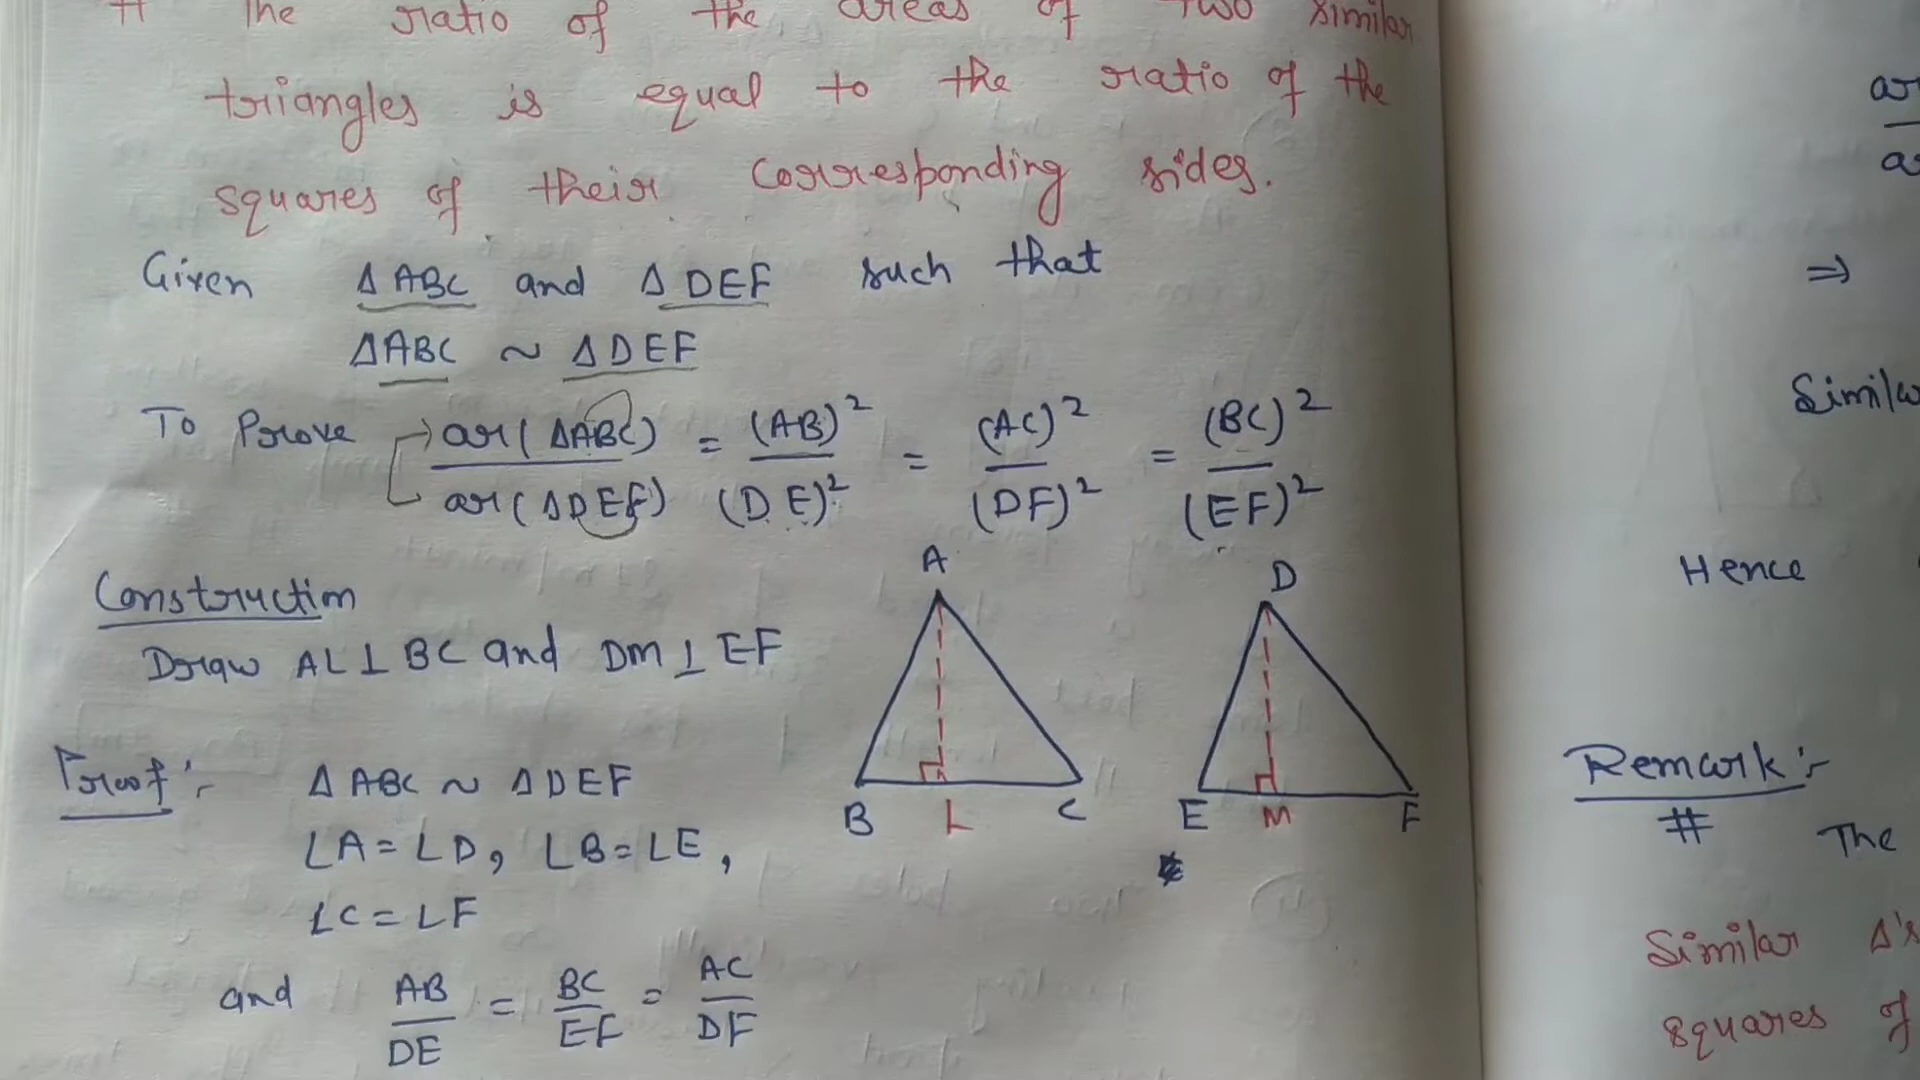 # The ratio of the areas of two similar
triangles is equal to the ratio of the
squares of their corresponding sides.
Given ΔABC and ΔDEF such that
ΔABC ~ ΔDEF
To Prove ar(ΔABC)/ar(ΔDEF) = (AB)²/(DE)² = (AC)²/(DF)² = (BC)²/(EF)²
Construction
Draw AL⊥BC and DM⊥EF
A
D
B L C
E M F
Proof :- ΔABC ~ ΔDEF
∠A=∠D, ∠B=∠E,
∠C=∠F
and AB/DE = BC/EF = AC/DF
⇒
Hence
Remark :-
# The
Similar Δ's
squares of